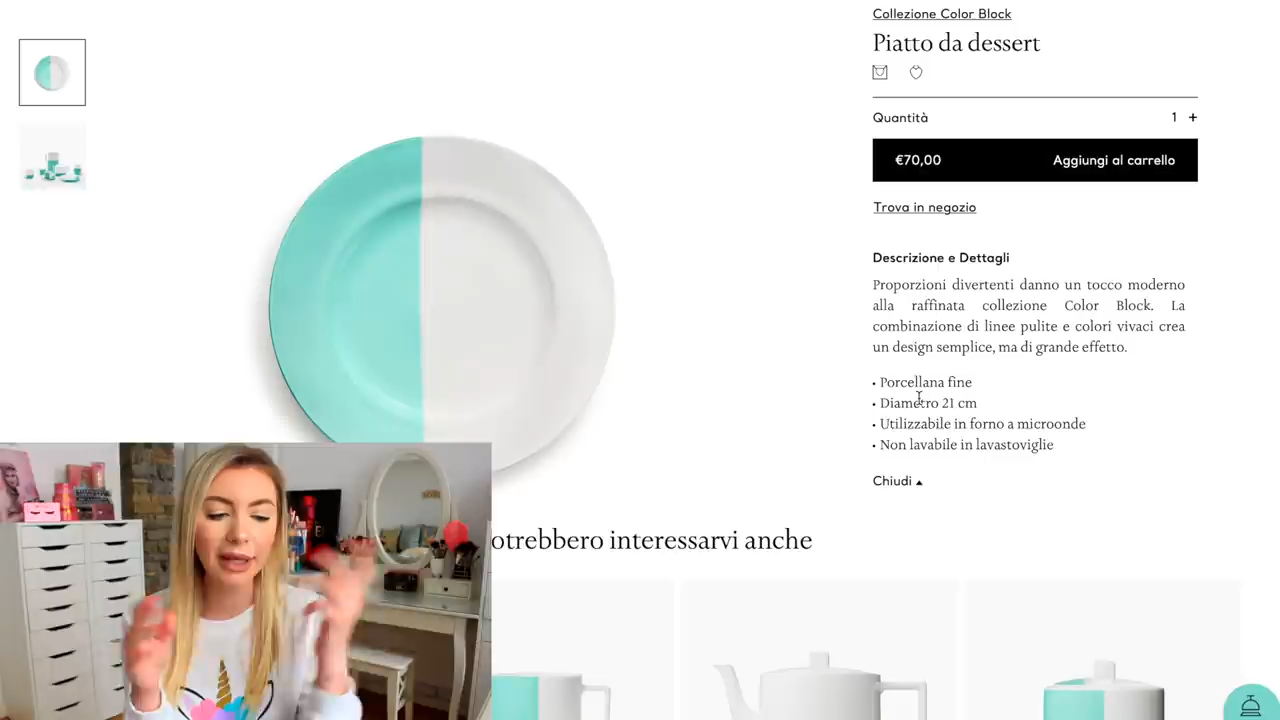 Collezione Color Block
Piatto da dessert
Quantità 1 +
€70,00 Aggiungi al carrello
Trova in negozio
Descrizione e Dettagli
Proporzioni divertenti danno un tocco moderno
alla raffinata collezione Color Block. La
combinazione di linee pulite e colori vivaci crea
un design semplice, ma di grande effetto.
• Porcellana fine
• Diametro 21 cm
• Utilizzabile in forno a microonde
• Non lavabile in lavastoviglie
Chiudi
otrebbero interessarvi anche